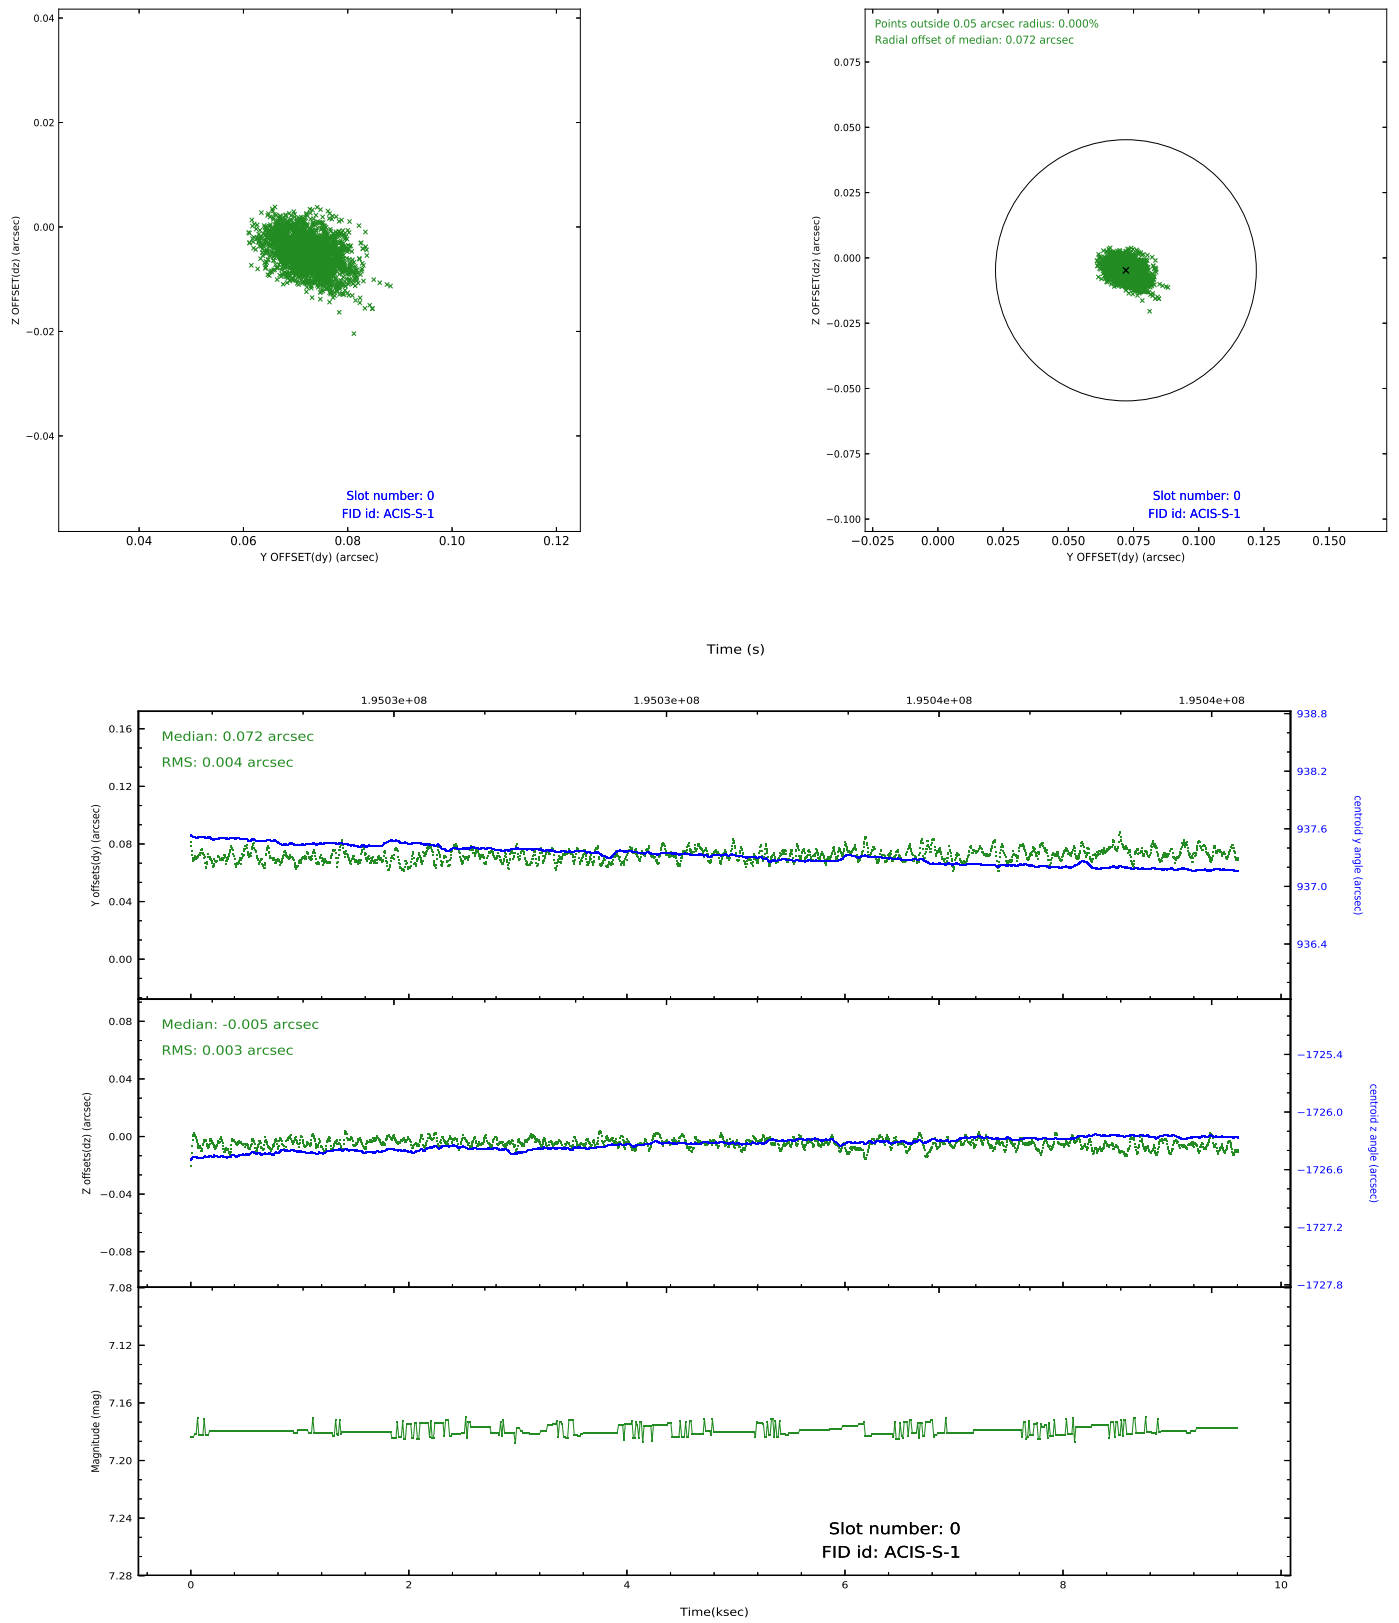 0.04
0.02
0.00
−0.02
−0.04
Z OFFSET(dz) (arcsec)
Slot number: 0
FID id: ACIS-S-1
0.04 0.06 0.08 0.10 0.12
Y OFFSET(dy) (arcsec)
Points outside 0.05 arcsec radius: 0.000%
Radial offset of median: 0.072 arcsec
0.075
0.050
0.025
0.000
−0.025
−0.050
−0.075
−0.100
Z OFFSET(dz) (arcsec)
Slot number: 0
FID id: ACIS-S-1
−0.025 0.000 0.025 0.050 0.075 0.100 0.125 0.150
Y OFFSET(dy) (arcsec)
Time (s)
1.9503e+08 1.9503e+08 1.9504e+08 1.9504e+08
Median: 0.072 arcsec
RMS: 0.004 arcsec
0.16
0.12
0.08
0.04
0.00
Y offsets(dy) (arcsec)
938.8
938.2
937.6
937.0
936.4
centroid y angle (arcsec)
Median: -0.005 arcsec
RMS: 0.003 arcsec
0.08
0.04
0.00
−0.04
−0.08
Z offsets(dz) (arcsec)
−1725.4
−1726.0
−1726.6
−1727.2
−1727.8
centroid z angle (arcsec)
7.08
7.12
7.16
7.20
7.24
7.28
Magnitude (mag)
Slot number: 0
FID id: ACIS-S-1
0 2 4 6 8 10
Time(ksec)